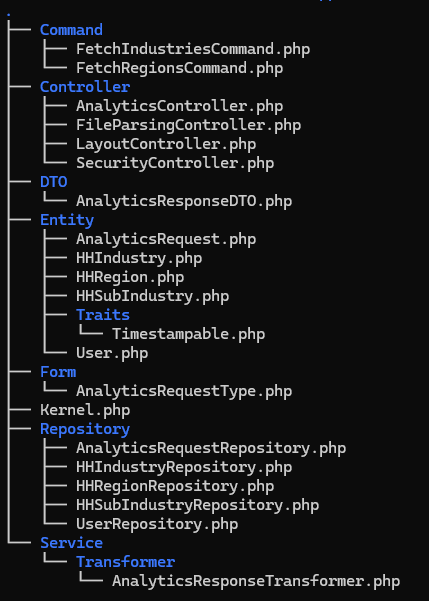 .
├── Command
│   ├── FetchIndustriesCommand.php
│   └── FetchRegionsCommand.php
├── Controller
│   ├── AnalyticsController.php
│   ├── FileParsingController.php
│   ├── LayoutController.php
│   └── SecurityController.php
├── DTO
│   └── AnalyticsResponseDTO.php
├── Entity
│   ├── AnalyticsRequest.php
│   ├── HHIndustry.php
│   ├── HHRegion.php
│   ├── HHSubIndustry.php
│   ├── Traits
│   │   └── Timestampable.php
│   └── User.php
├── Form
│   └── AnalyticsRequestType.php
├── Kernel.php
├── Repository
│   ├── AnalyticsRequestRepository.php
│   ├── HHIndustryRepository.php
│   ├── HHRegionRepository.php
│   ├── HHSubIndustryRepository.php
│   └── UserRepository.php
└── Service
    └── Transformer
        └── AnalyticsResponseTransformer.php